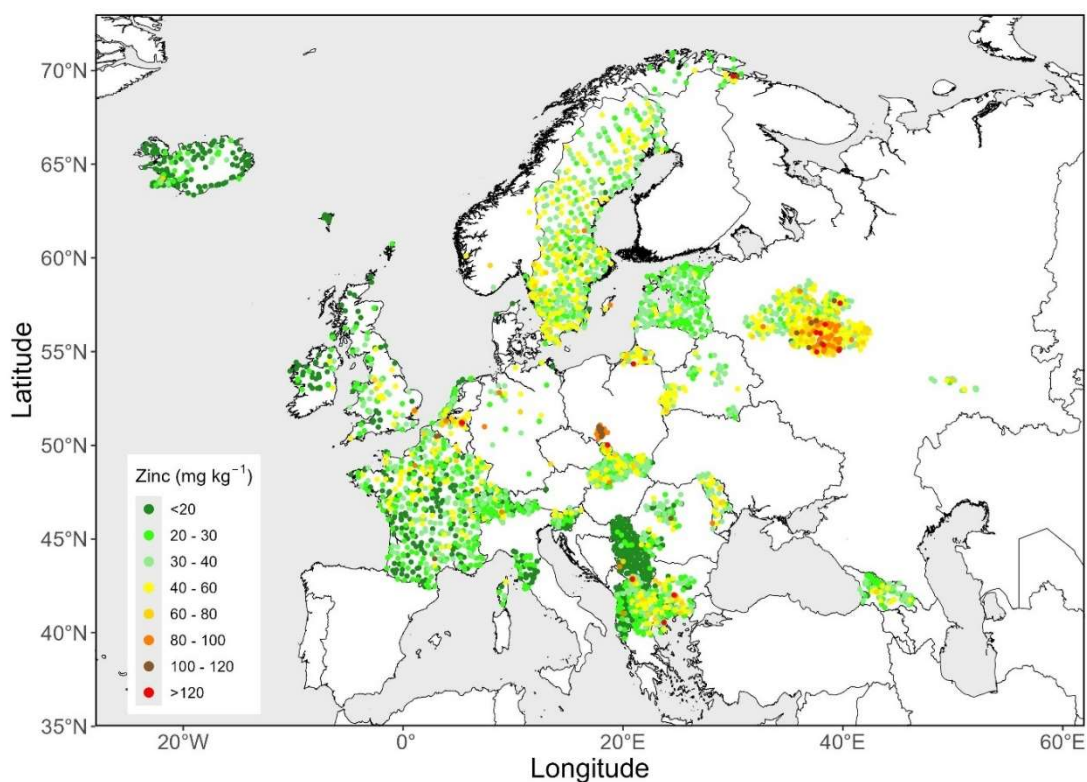 70°N
65°N
60°N
55°N
50°N
45°N
40°N
35°N
Latitude
Zinc (mg kg⁻¹)
<20
20 - 30
30 - 40
40 - 60
60 - 80
80 - 100
100 - 120
>120
20°W
0°
20°E
40°E
60°E
Longitude